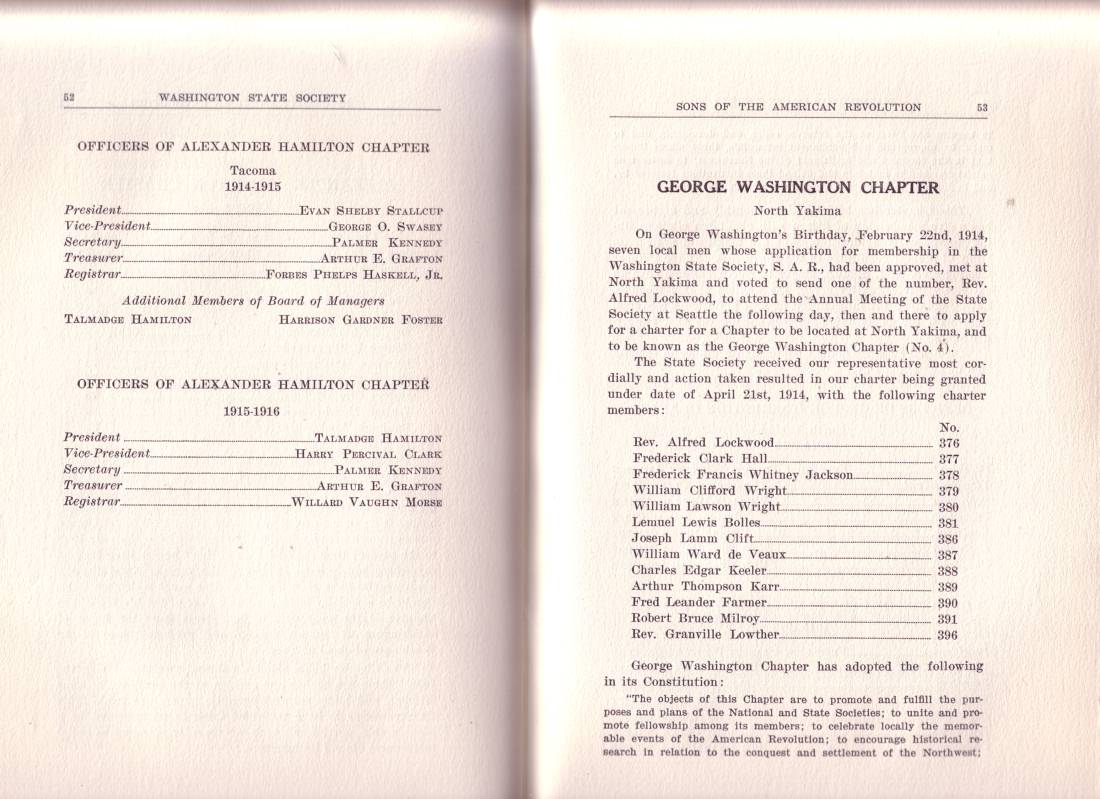 52 WASHINGTON STATE SOCIETY
OFFICERS OF ALEXANDER HAMILTON CHAPTER
Tacoma
1914-1915
President EVAN SHELBY STALLCUP
Vice-President GEORGE O. SWASEY
Secretary PALMER KENNEDY
Treasurer ARTHUR E. GRAFTON
Registrar FORBES PHELPS HASKELL, JR.
Additional Members of Board of Managers
TALMADGE HAMILTON HARRISON GARDNER FOSTER
OFFICERS OF ALEXANDER HAMILTON CHAPTER
1915-1916
President TALMADGE HAMILTON
Vice-President HARRY PERCIVAL CLARK
Secretary PALMER KENNEDY
Treasurer ARTHUR E. GRAFTON
Registrar WILLARD VAUGHN MORSE
SONS OF THE AMERICAN REVOLUTION 53
GEORGE WASHINGTON CHAPTER
North Yakima
On George Washington's Birthday, February 22nd, 1914,
seven local men whose application for membership in the
Washington State Society, S. A. R., had been approved, met at
North Yakima and voted to send one of the number, Rev.
Alfred Lockwood, to attend the Annual Meeting of the State
Society at Seattle the following day, then and there to apply
for a charter for a Chapter to be located at North Yakima, and
to be known as the George Washington Chapter (No. 4).
The State Society received our representative most cor-
dially and action taken resulted in our charter being granted
under date of April 21st, 1914, with the following charter
members:
No.
Rev. Alfred Lockwood 376
Frederick Clark Hall 377
Frederick Francis Whitney Jackson 378
William Clifford Wright 379
William Lawson Wright 380
Lemuel Lewis Bolles 381
Joseph Lamm Clift 386
William Ward de Veaux 387
Charles Edgar Keeler 388
Arthur Thompson Karr 389
Fred Leander Farmer 390
Robert Bruce Milroy 391
Rev. Granville Lowther 396
George Washington Chapter has adopted the following
in its Constitution:
"The objects of this Chapter are to promote and fulfill the pur-
poses and plans of the National and State Societies; to unite and pro-
mote fellowship among its members; to celebrate locally the memor-
able events of the American Revolution; to encourage historical re-
search in relation to the conquest and settlement of the Northwest;